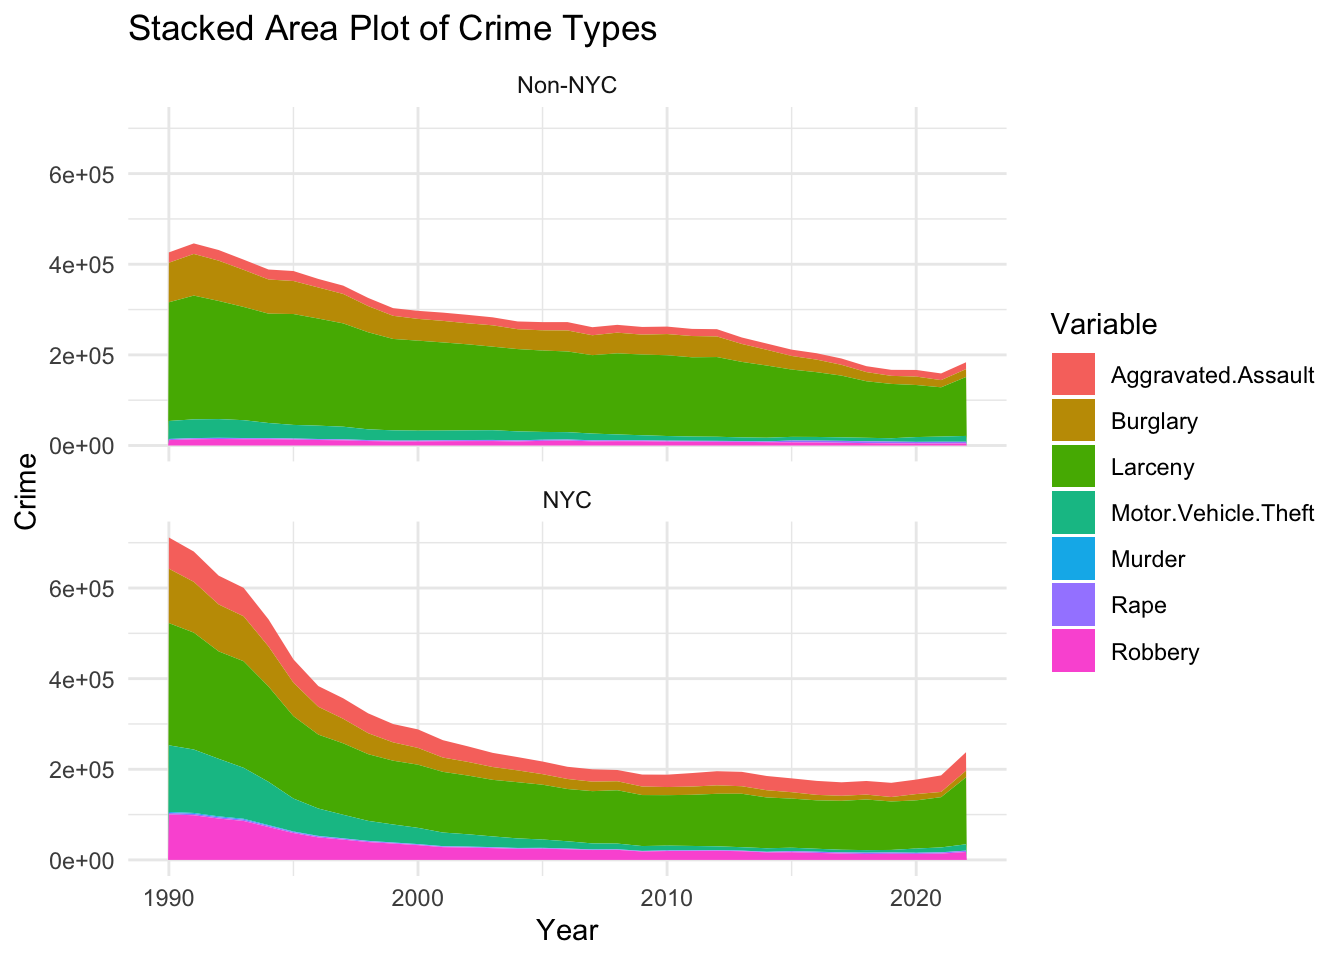 Stacked Area Plot of Crime Types
Non-NYC
6e+05
4e+05
2e+05
0e+00
NYC
6e+05
4e+05
2e+05
0e+00
1990 2000 2010 2020
Year
Crime
Variable
Aggravated.Assault
Burglary
Larceny
Motor.Vehicle.Theft
Murder
Rape
Robbery